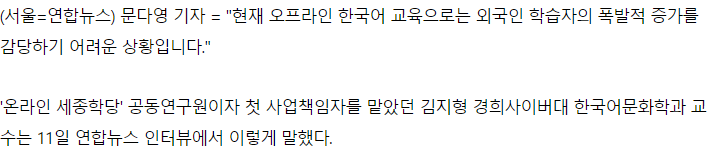 (서울=연합뉴스) 문다영 기자 = "현재 오프라인 한국어 교육으로는 외국인 학습자의 폭발적 증가를
감당하기 어려운 상황입니다."
'온라인 세종학당' 공동연구원이자 첫 사업책임자를 맡았던 김지형 경희사이버대 한국어문화학과 교
수는 11일 연합뉴스 인터뷰에서 이렇게 말했다.